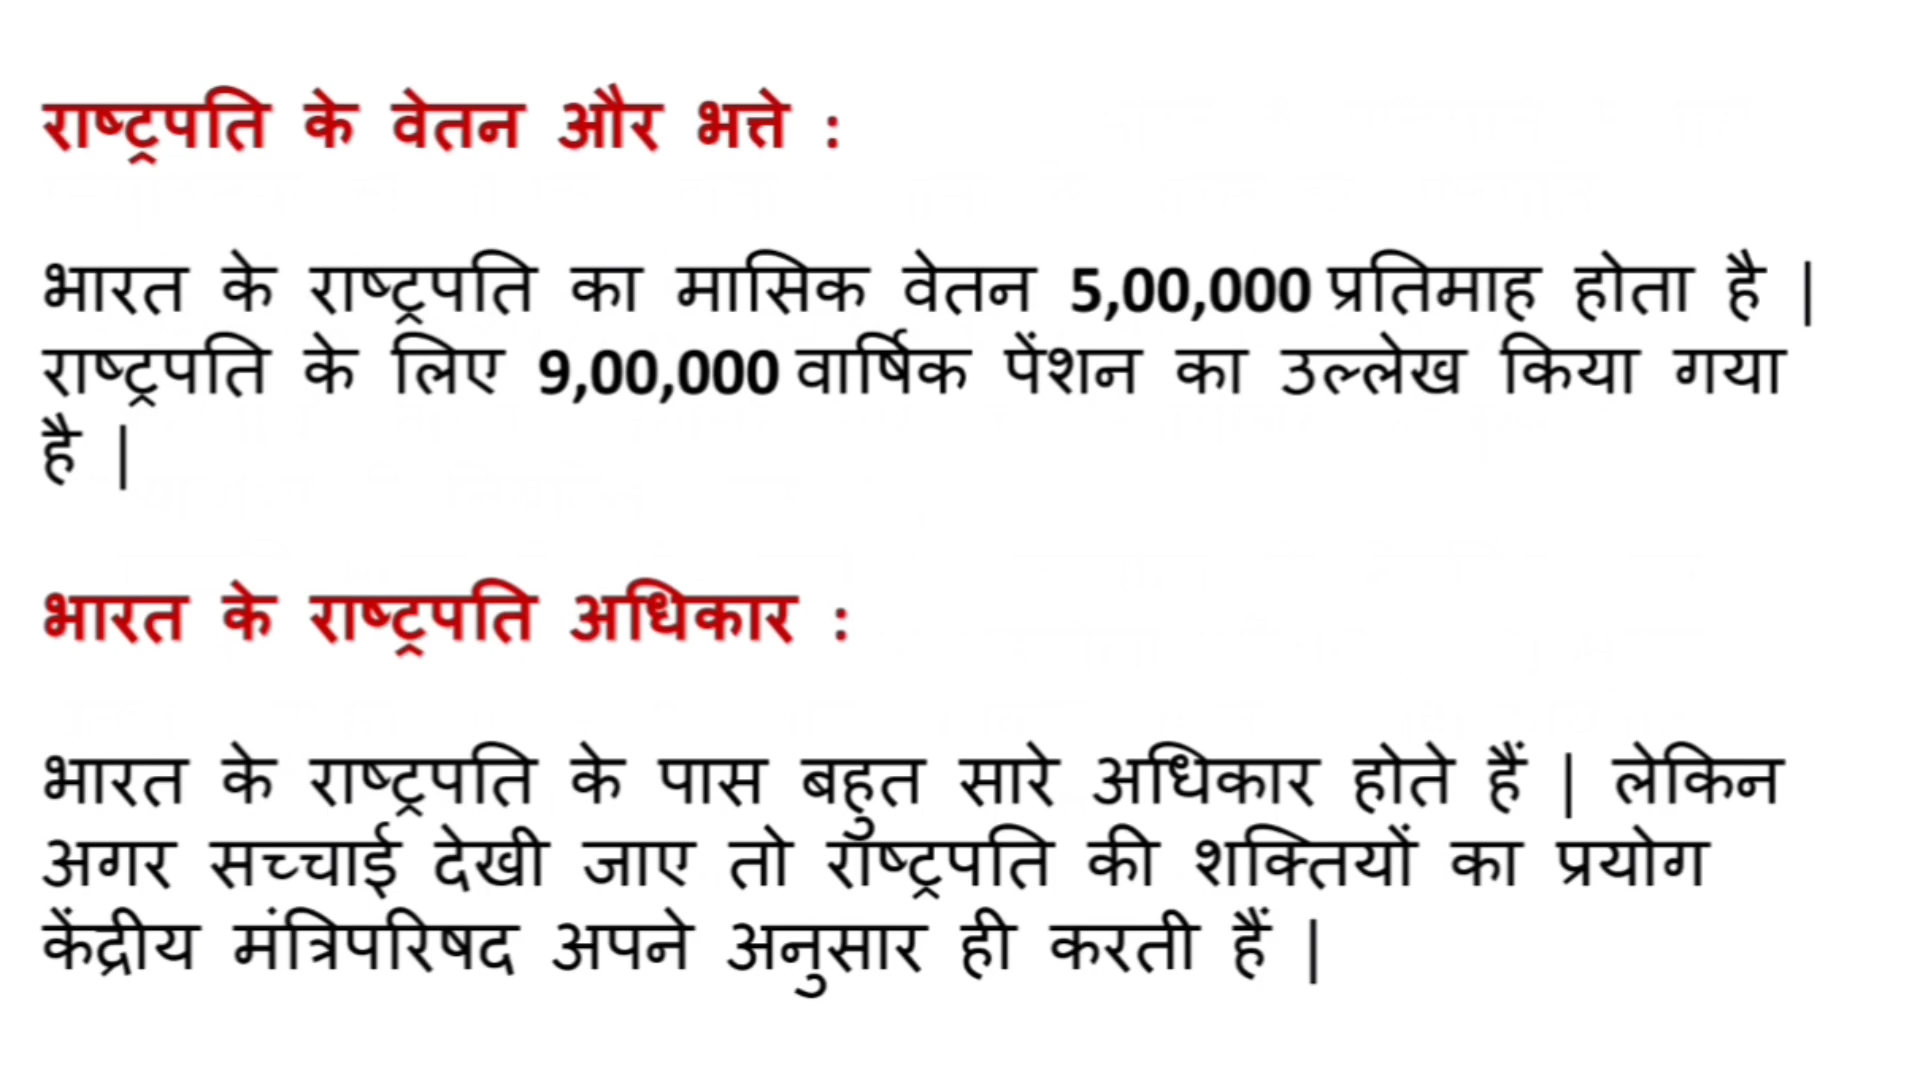 राष्ट्रपति के वेतन और भत्ते :
भारत के राष्ट्रपति का मासिक वेतन 5,00,000 प्रतिमाह होता है |
राष्ट्रपति के लिए 9,00,000 वार्षिक पेंशन का उल्लेख किया गया
है |
भारत के राष्ट्रपति अधिकार :
भारत के राष्ट्रपति के पास बहुत सारे अधिकार होते हैं | लेकिन
अगर सच्चाई देखी जाए तो राष्ट्रपति की शक्तियों का प्रयोग
केंद्रीय मंत्रिपरिषद अपने अनुसार ही करती हैं |